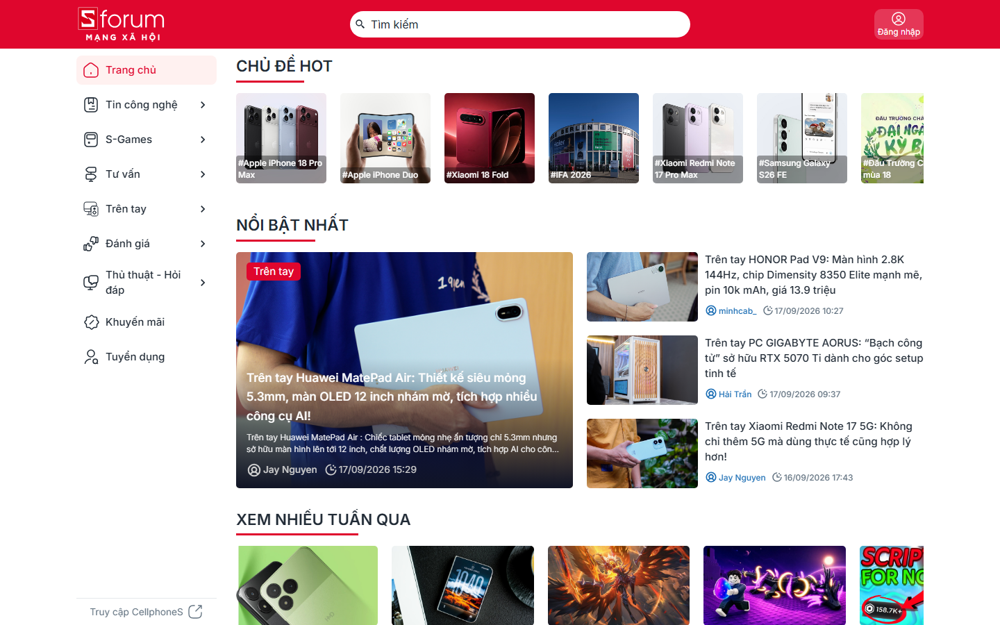 Sforum
MẠNG XÃ HỘI
Tìm kiếm
Đăng nhập
Trang chủ
Tin công nghệ
S-Games
Tư vấn
Trên tay
Đánh giá
Thủ thuật - Hỏi
đáp
Khuyến mãi
Tuyển dụng
Truy cập CellphoneS
CHỦ ĐỀ HOT
#Apple iPhone 18 Pro
Max
#Apple iPhone Duo
#Xiaomi 18 Fold
BERLIN
Haier
#IFA 2026
#Xiaomi Redmi Note
17 Pro Max
#Samsung Galaxy
S26 FE
ĐẤU TRƯỜNG CHÂ
ĐẠI NGÀ
KỲ B
#Đấu Trường C
mùa 18
NỔI BẬT NHẤT
Trên tay
Trên tay Huawei MatePad Air: Thiết kế siêu mỏng
5.3mm, màn OLED 12 inch nhám mờ, tích hợp nhiều
công cụ AI!
Trên tay Huawei MatePad Air : Chiếc tablet mỏng nhẹ ấn tượng chỉ 5.3mm nhưng
sở hữu màn hình lên tới 12 inch, chất lượng OLED nhám mờ, tích hợp AI cho côn...
Jay Nguyen 17/09/2026 15:29
Trên tay HONOR Pad V9: Màn hình 2.8K
144Hz, chip Dimensity 8350 Elite mạnh mẽ,
pin 10k mAh, giá 13.9 triệu
minhcab_ 17/09/2026 10:27
Trên tay PC GIGABYTE AORUS: “Bạch công
tử” sở hữu RTX 5070 Ti dành cho góc setup
tinh tế
Hải Trần 17/09/2026 09:37
Trên tay Xiaomi Redmi Note 17 5G: Không
chỉ thêm 5G mà dùng thực tế cũng hợp lý
hơn!
Jay Nguyen 16/09/2026 17:43
XEM NHIỀU TUẦN QUA
1040
SCRIP
FOR NO
158.7K+